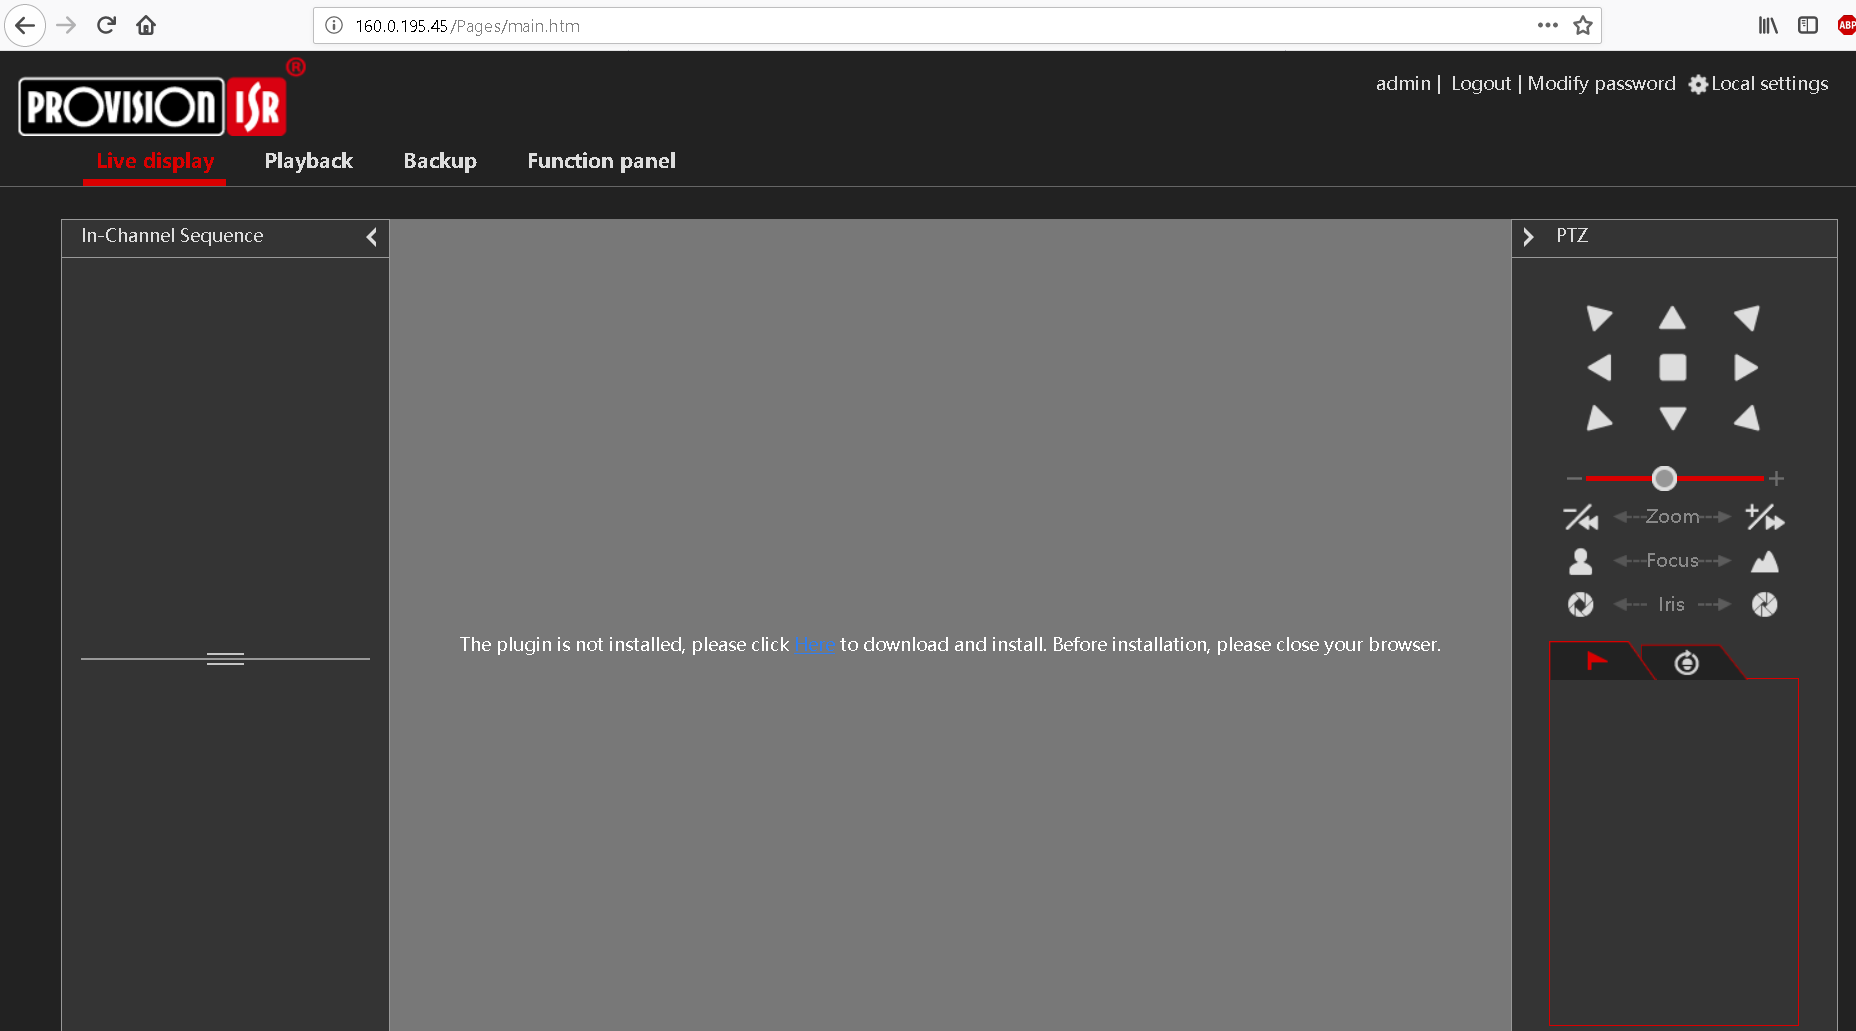 160.0.195.45/Pages/main.htm
ABP
PROVISION ISR ®
admin | Logout | Modify password Local settings
Live display Playback Backup Function panel
In-Channel Sequence
PTZ
Zoom
Focus
Iris
The plugin is not installed, please click Here to download and install. Before installation, please close your browser.